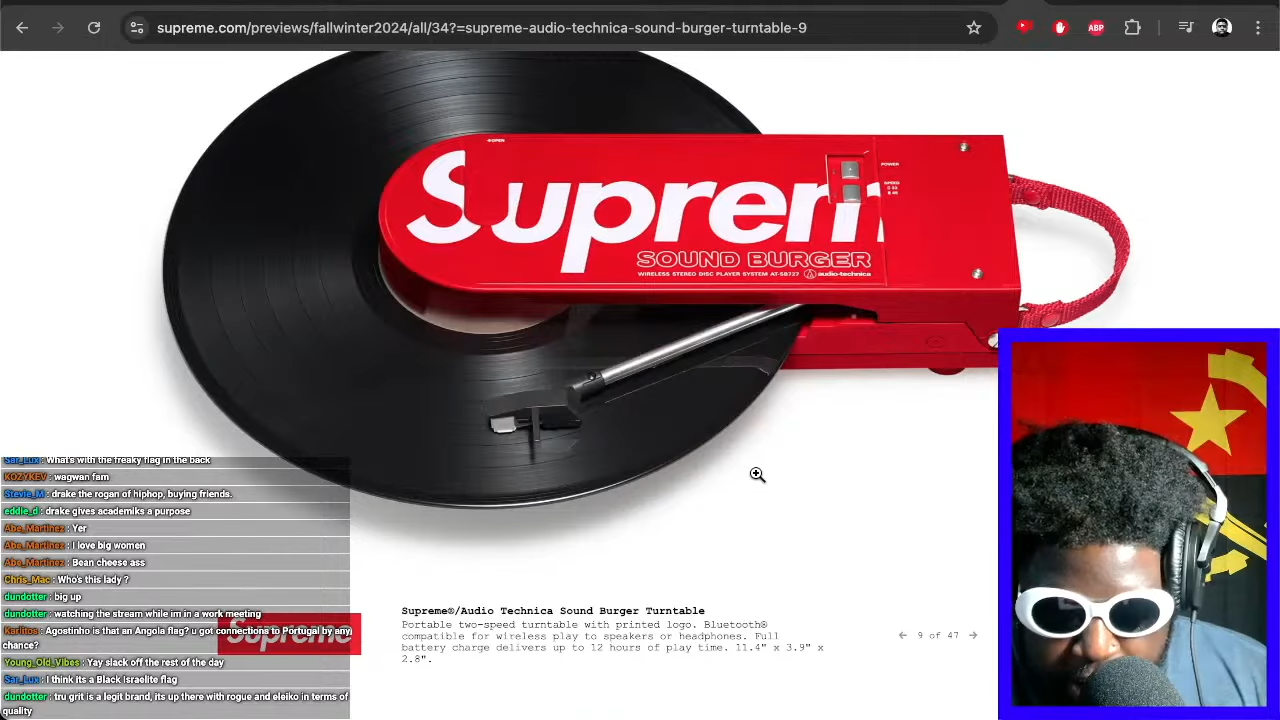 supreme.com/previews/fallwinter2024/all/34?=supreme-audio-technica-sound-burger-turntable-9
ABP
OPEN
POWER
SPEED
Suprem
SOUND BURGER
WIRELESS STEREO DISC PLAYER SYSTEM AT-SB727 audio-technica
Sar_Lux: What's with the freaky flag in the back
KOZYKEV: wagwan fam
Stevie_M: drake the rogan of hiphop, buying friends.
eddie_d: drake gives academiks a purpose
Abe_Martinez: Yer
Abe_Martinez: I love big women
Abe_Martinez: Bean cheese ass
Chris_Mac: Who's this lady ?
dundotter: big up
dundotter: watching the stream while im in a work meeting
Karlitos: Agostinho is that an Angola flag? u got connections to Portugal by any
chance?
Young_Old_Vibes: Yay slack off the rest of the day
Sar_Lux: I think its a Black Israelite flag
dundotter: tru grit is a legit brand, its up there with rogue and eleiko in terms of
quality
Supreme
Supreme®/Audio Technica Sound Burger Turntable
Portable two-speed turntable with printed logo. Bluetooth®
compatible for wireless play to speakers or headphones. Full
battery charge delivers up to 12 hours of play time. 11.4" x 3.9" x
2.8".
← 9 of 47 →